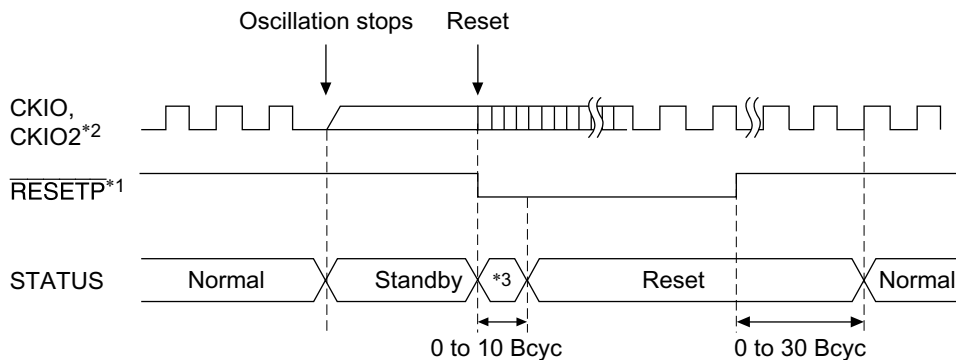 Oscillation stops
Reset
CKIO,
CKIO2*2
RESETP*1
STATUS
Normal
Standby
*3
Reset
Normal
0 to 10 Bcyc
0 to 30 Bcyc